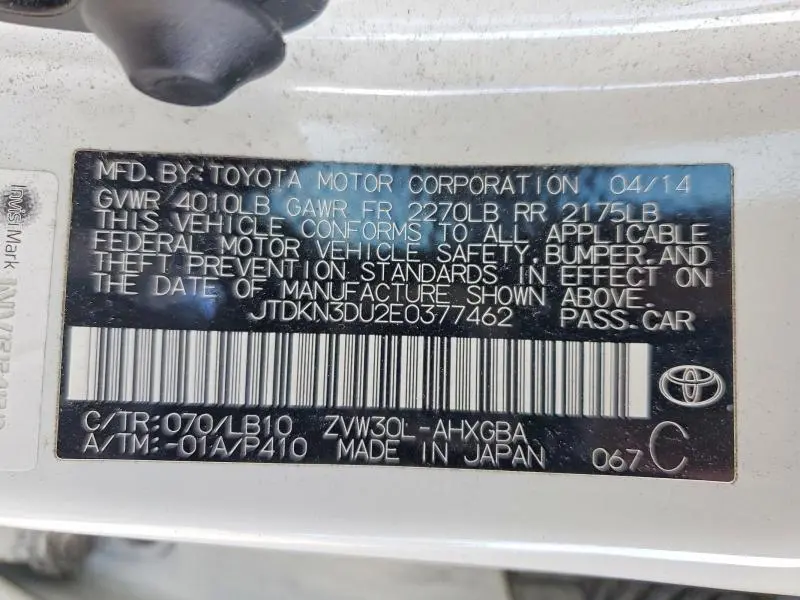 MFD. BY: TOYOTA MOTOR CORPORATION 04/14
GVWR 4010LB GAWR FR 2270LB RR 2175LB
THIS VEHICLE CONFORMS TO ALL APPLICABLE
FEDERAL MOTOR VEHICLE SAFETY, BUMPER, AND
THEFT PREVENTION STANDARDS IN EFFECT ON
THE DATE OF MANUFACTURE SHOWN ABOVE.
JTDKN3DU2E0377462 PASS. CAR
C/TR: 070/LB10 ZVW30L-AHXGBA
A/TM: -01A/P410 MADE IN JAPAN 067 C
InvisiMark